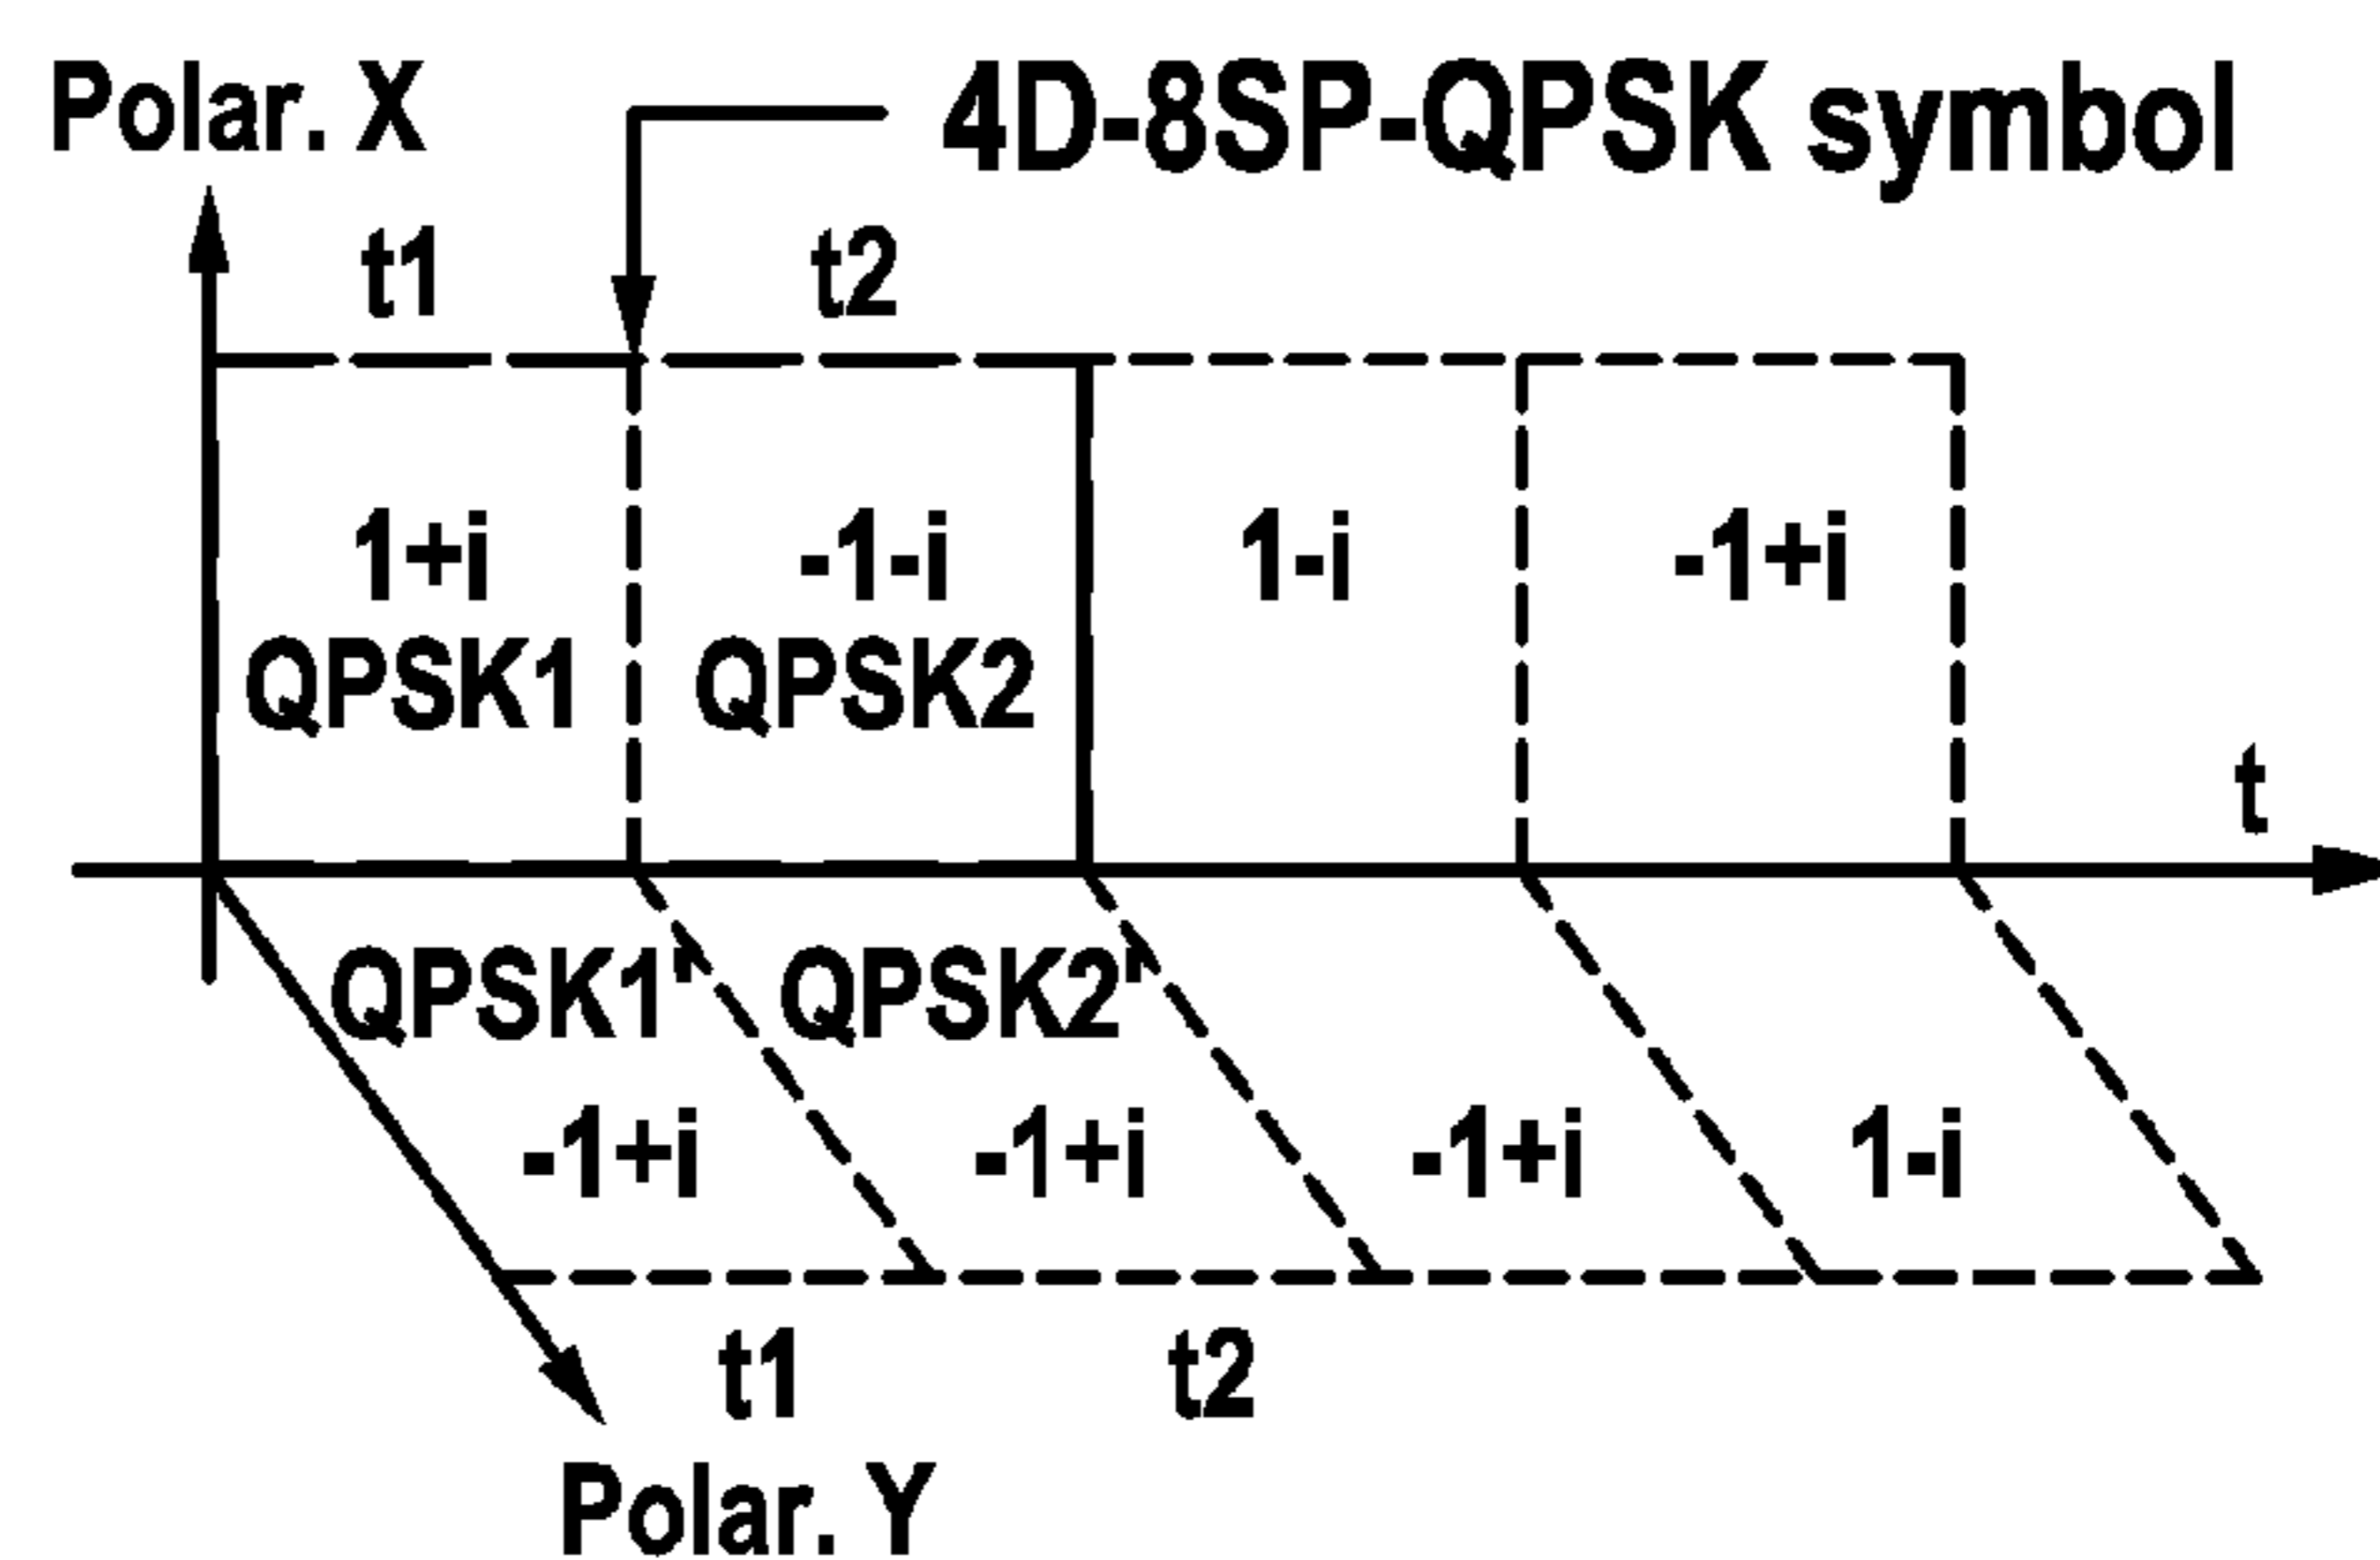 Polar. X
4D-8SP-QPSK symbol
t1 t2
1+i -1-i 1-i -1+i
QPSK1 QPSK2
t
QPSK1' QPSK2'
-1+i -1+i -1+i 1-i
t1 t2
Polar. Y